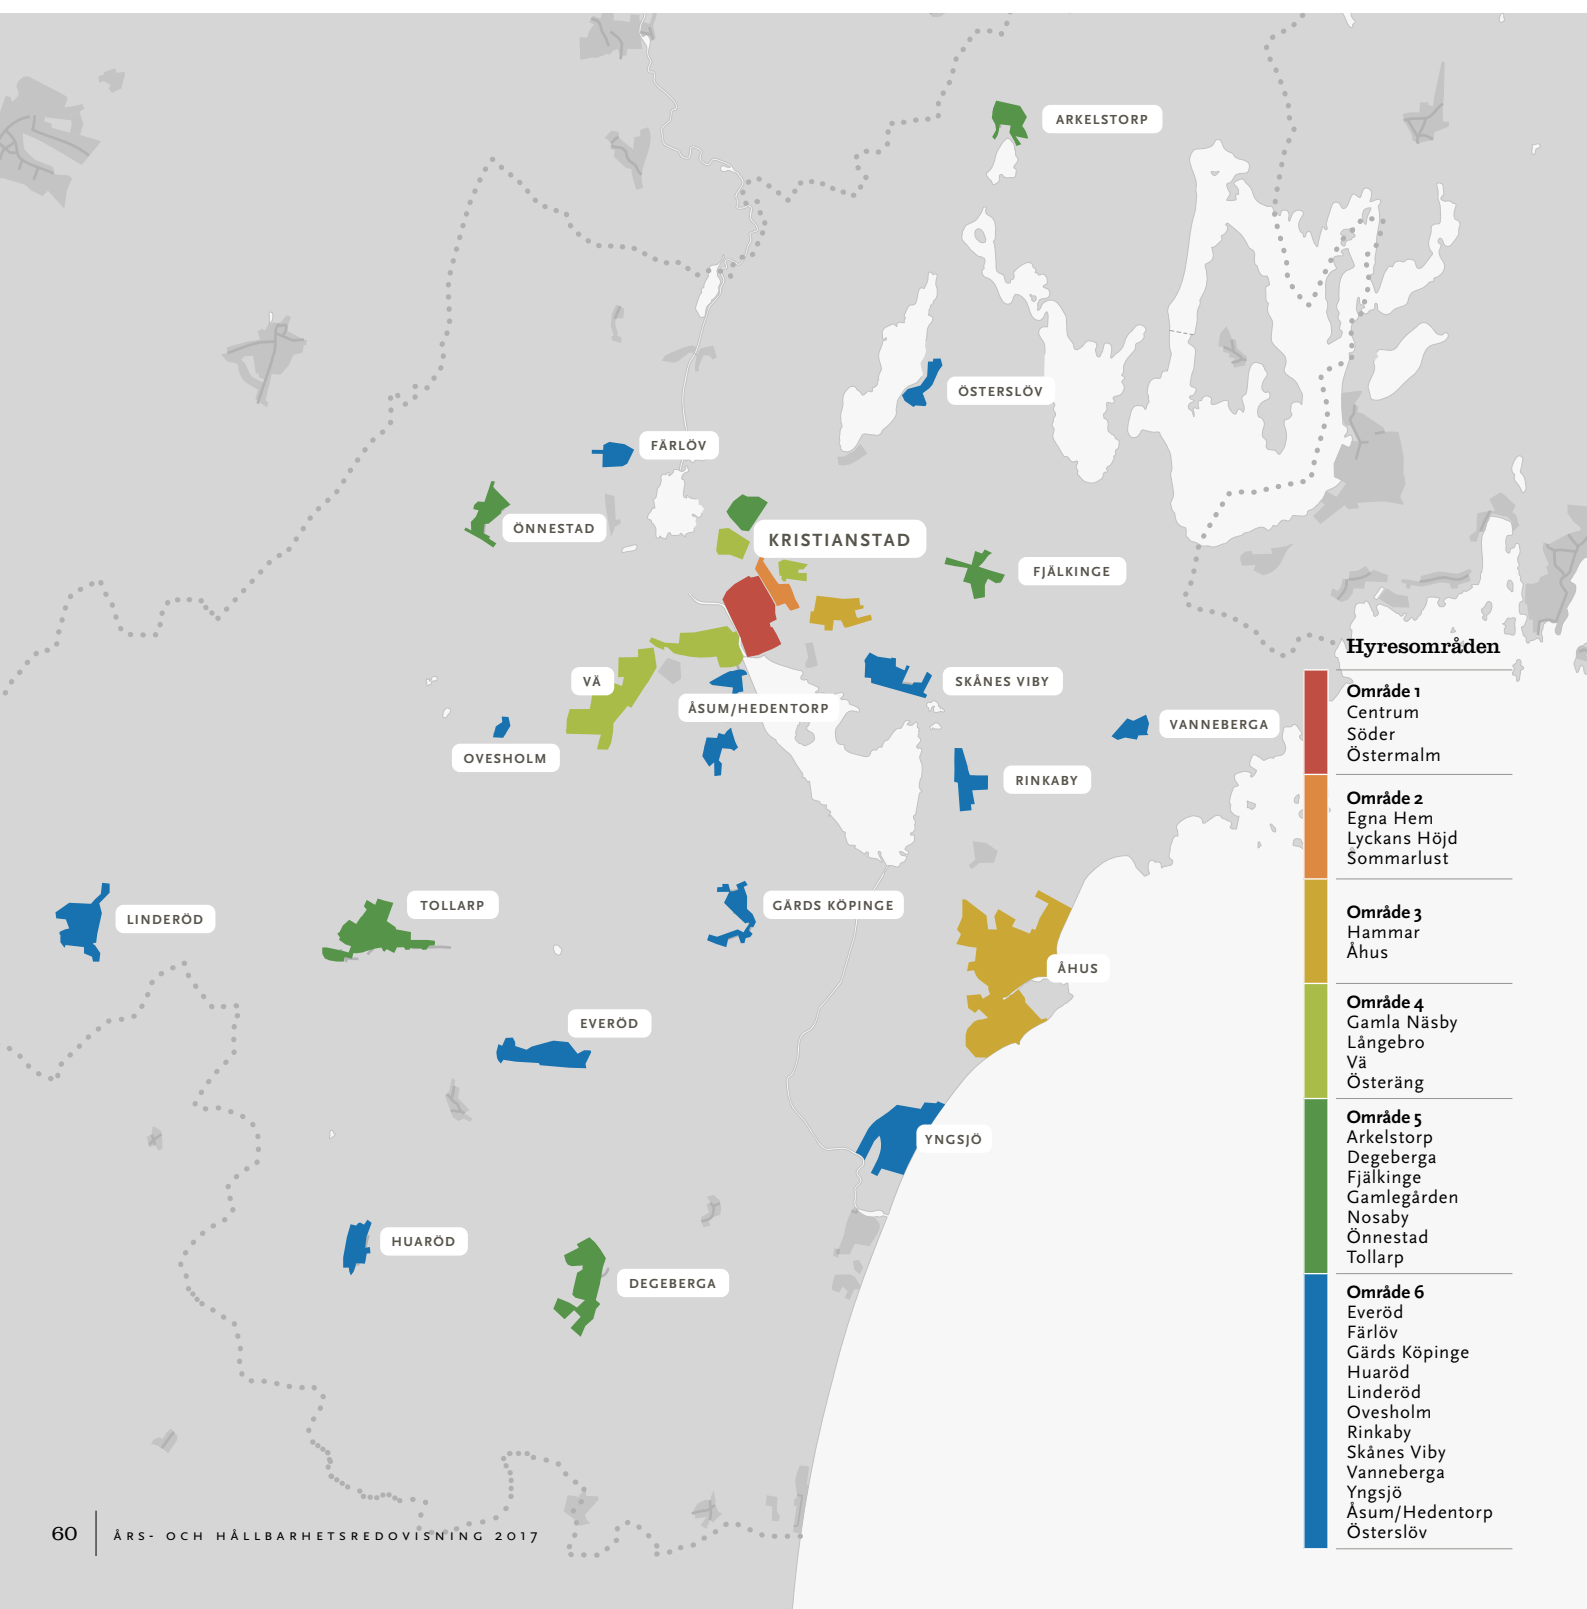 ARKELSTORP
ÖSTERSLÖV
FÄRLÖV
ÖNNESTAD
KRISTIANSTAD
FJÄLKINGE
VÄ
SKÅNES VIBY
ÅSUM/HEDENTORP
VANNEBERGA
OVESHOLM
RINKABY
LINDERÖD
TOLLARP
GÄRDS KÖPINGE
ÅHUS
EVERÖD
YNGSJÖ
HUARÖD
DEGEBERGA
Hyresområden
Område 1
Centrum
Söder
Östermalm
Område 2
Egna Hem
Lyckans Höjd
Sommarlust
Område 3
Hammar
Åhus
Område 4
Gamla Näsby
Långebro
Vä
Österäng
Område 5
Arkelstorp
Degeberga
Fjälkinge
Gamlegården
Nosaby
Önnestad
Tollarp
Område 6
Everöd
Färlöv
Gärds Köpinge
Huaröd
Linderöd
Ovesholm
Rinkaby
Skånes Viby
Vanneberga
Yngsjö
Åsum/Hedentorp
Österslöv
60 ÅRS- OCH HÅLLBARHETSREDOVISNING 2017